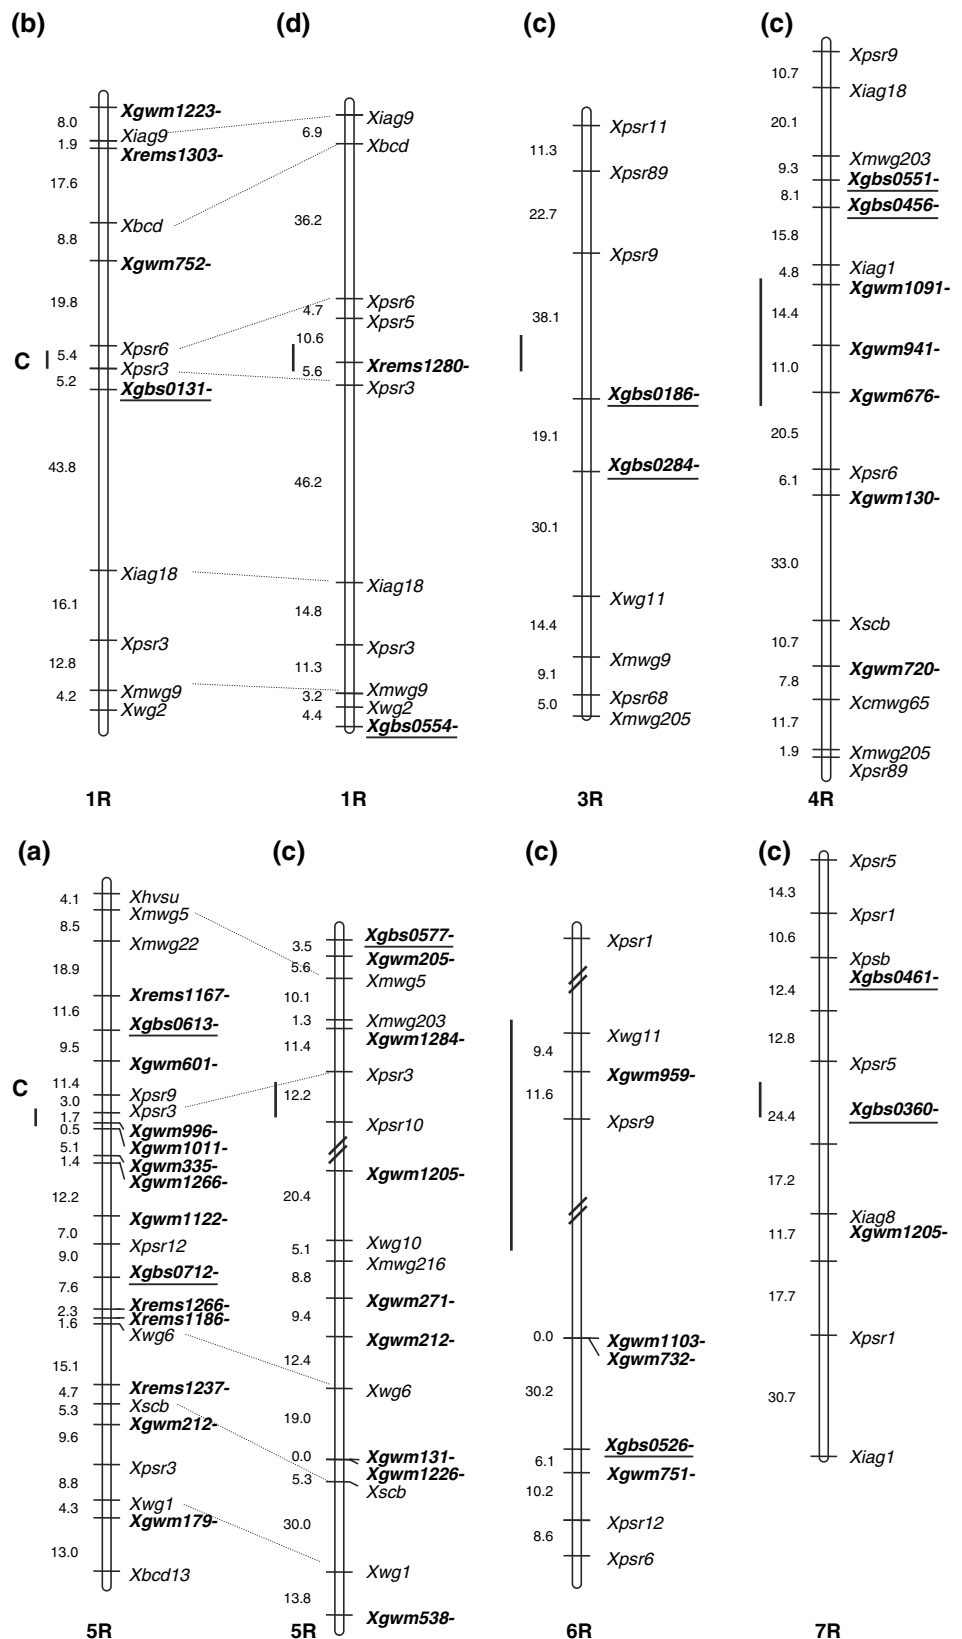 (b)
8.0
1.9
17.6
8.8
19.8
5.4
5.2
43.8
16.1
12.8
4.2
C
Xgwm1223-
Xiag9
Xrems1303-
Xbcd
Xgwm752-
Xpsr6
Xpsr3
Xgbs0131-
Xiag18
Xpsr3
Xmwg9
Xwg2
1R
(d)
6.9
36.2
4.7
10.6
5.6
46.2
14.8
11.3
3.2
4.4
Xiag9
Xbcd
Xpsr6
Xpsr5
Xrems1280-
Xpsr3
Xiag18
Xpsr3
Xmwg9
Xwg2
Xgbs0554-
1R
(c)
11.3
22.7
38.1
19.1
30.1
14.4
9.1
5.0
Xpsr11
Xpsr89
Xpsr9
Xgbs0186-
Xgbs0284-
Xwg11
Xmwg9
Xpsr68
Xmwg205
3R
(c)
10.7
20.1
9.3
8.1
15.8
4.8
14.4
11.0
20.5
6.1
33.0
10.7
7.8
11.7
1.9
Xpsr9
Xiag18
Xmwg203
Xgbs0551-
Xgbs0456-
Xiag1
Xgwm1091-
Xgwm941-
Xgwm676-
Xpsr6
Xgwm130-
Xscb
Xgwm720-
Xcmwg65
Xmwg205
Xpsr89
4R
(a)
4.1
8.5
18.9
11.6
9.5
11.4
3.0
1.7
0.5
5.1
1.4
12.2
7.0
9.0
7.6
2.3
1.6
15.1
4.7
5.3
9.6
8.8
4.3
13.0
C
Xhvsu
Xmwg5
Xmwg22
Xrems1167-
Xgbs0613-
Xgwm601-
Xpsr9
Xpsr3
Xgwm996-
Xgwm1011-
Xgwm335-
Xgwm1266-
Xgwm1122-
Xpsr12
Xgbs0712-
Xrems1266-
Xrems1186-
Xwg6
Xrems1237-
Xscb
Xgwm212-
Xpsr3
Xwg1
Xgwm179-
Xbcd13
5R
(c)
3.5
5.6
10.1
1.3
11.4
12.2
20.4
5.1
8.8
9.4
12.4
19.0
0.0
5.3
30.0
13.8
Xgbs0577-
Xgwm205-
Xmwg5
Xmwg203
Xgwm1284-
Xpsr3
Xpsr10
Xgwm1205-
Xwg10
Xmwg216
Xgwm271-
Xgwm212-
Xwg6
Xgwm131-
Xgwm1226-
Xscb
Xwg1
Xgwm538-
5R
(c)
9.4
11.6
0.0
30.2
6.1
10.2
8.6
Xpsr1
Xwg11
Xgwm959-
Xpsr9
Xgwm1103-
Xgwm732-
Xgbs0526-
Xgwm751-
Xpsr12
Xpsr6
6R
(c)
14.3
10.6
12.4
12.8
24.4
17.2
11.7
17.7
30.7
Xpsr5
Xpsr1
Xpsb
Xgbs0461-
Xpsr5
Xgbs0360-
Xiag8
Xgwm1205-
Xpsr1
Xiag1
7R